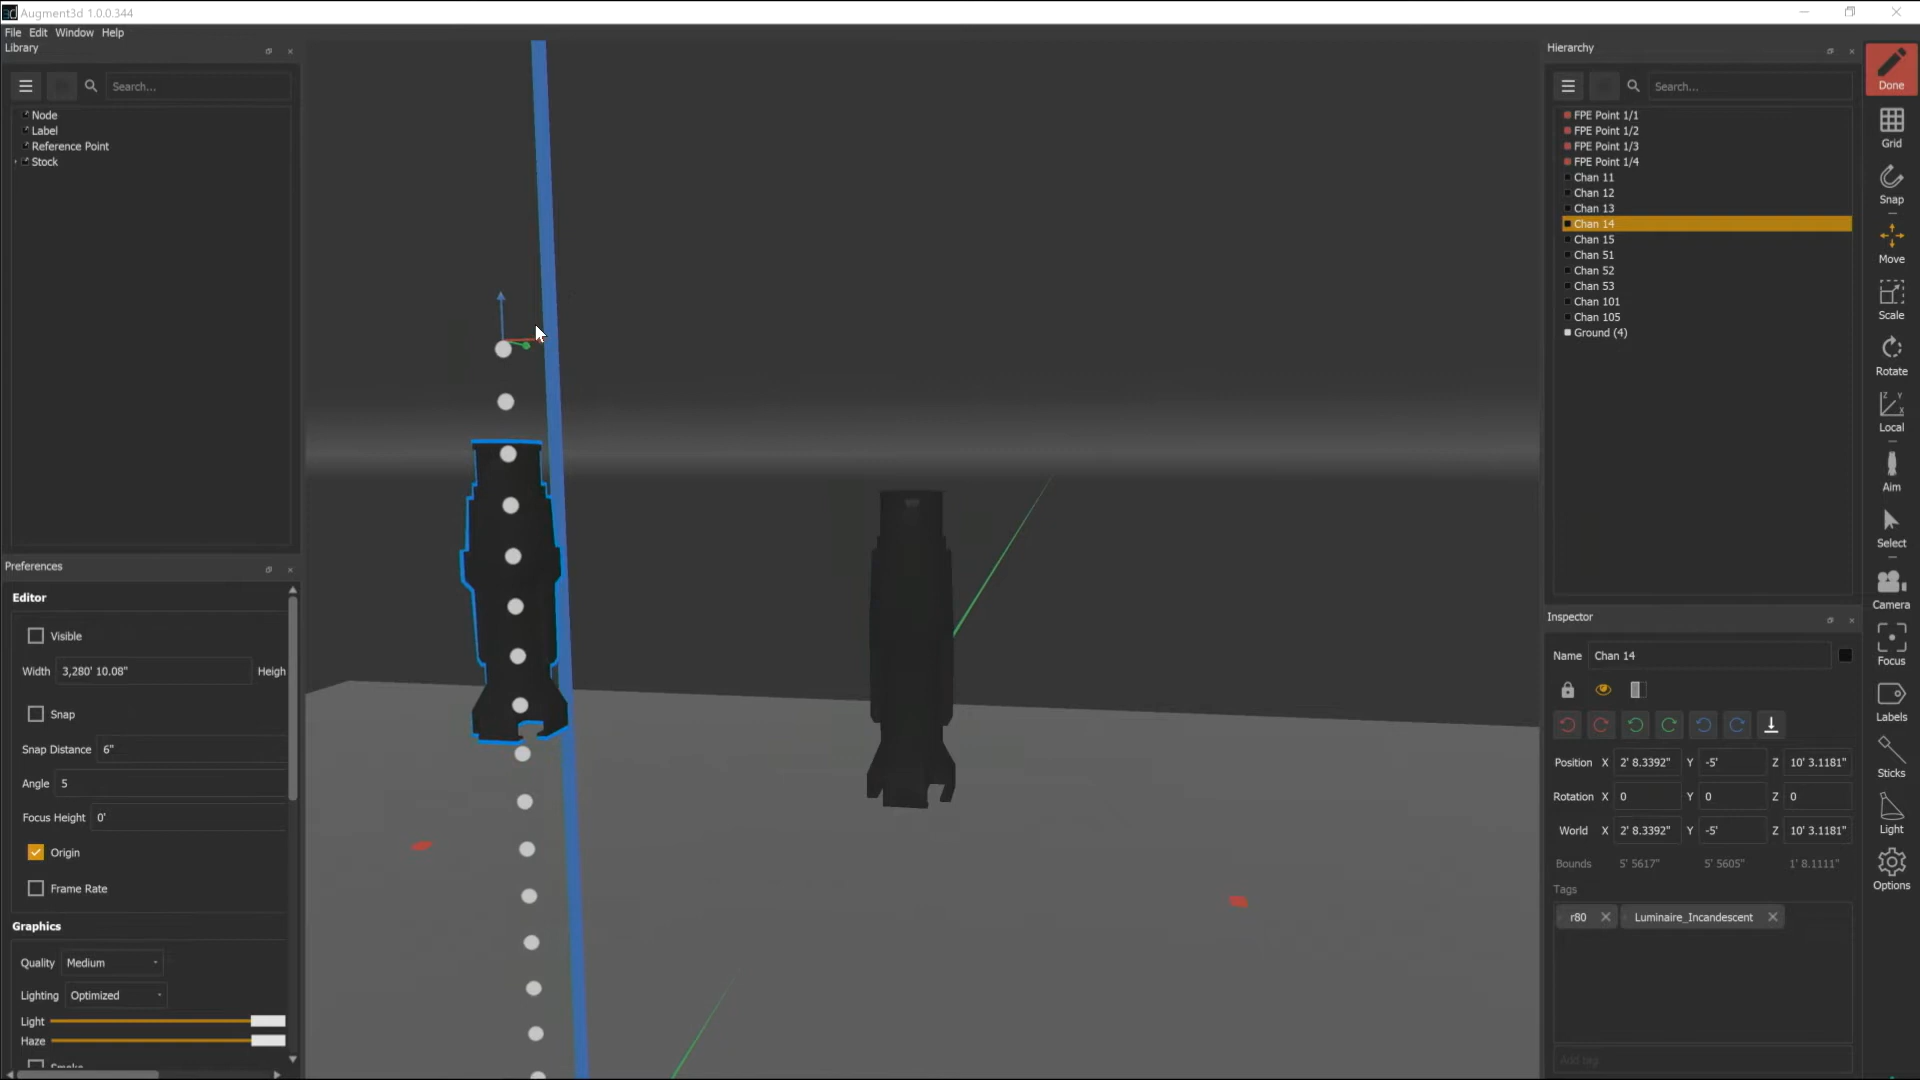 Augment3d 1.0.0.344
File Edit Window Help
Library
Search...
Node
Label
Reference Point
Stock
Preferences
Editor
Visible
Width 3,280' 10.08" Heigh
Snap
Snap Distance 6"
Angle 5
Focus Height 0'
Origin
Frame Rate
Graphics
Quality Medium
Lighting Optimized
Light
Haze
Smoke
Hierarchy
Search...
FPE Point 1/1
FPE Point 1/2
FPE Point 1/3
FPE Point 1/4
Chan 11
Chan 12
Chan 13
Chan 14
Chan 15
Chan 51
Chan 52
Chan 53
Chan 101
Chan 105
Ground (4)
Inspector
Name Chan 14
Position X 2' 8.3392" Y -5' Z 10' 3.1181"
Rotation X 0 Y 0 Z 0
World X 2' 8.3392" Y -5' Z 10' 3.1181"
Bounds 5' 5617" 5' 5605" 1' 8.1111"
Tags
r80 Luminaire_Incandescent
Add tag
Done
Grid
Snap
Move
Scale
Rotate
Z Y X
Local
Aim
Select
Camera
Focus
Labels
Sticks
Light
Options